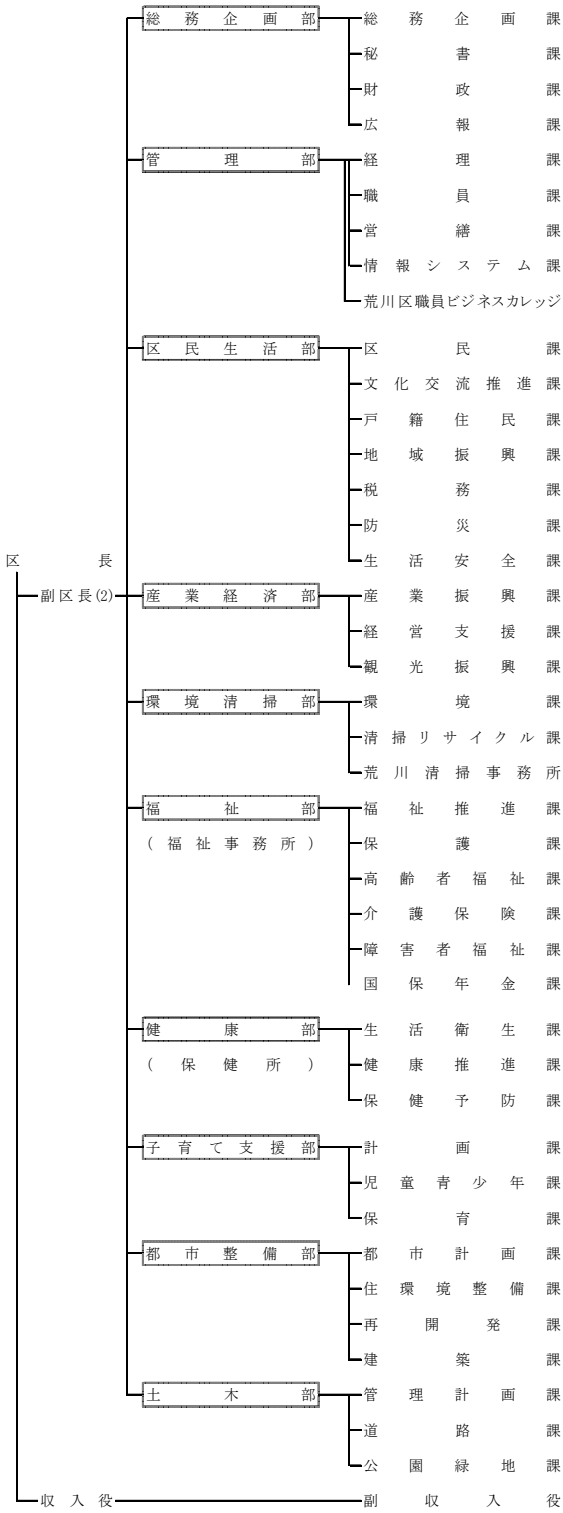 総務企画部 総務企画課
秘書課
財政課
広報課
管理部 経理課
職員課
営繕課
情報システム課
荒川区職員ビジネスカレッジ
区民生活部 区民課
文化交流推進課
戸籍住民課
地域振興課
税務課
防災課
区長 生活安全課
副区長(2) 産業経済部 産業振興課
経営支援課
観光振興課
環境清掃部 環境課
清掃リサイクル課
荒川清掃事務所
福祉部 福祉推進課
(福祉事務所) 保護課
高齢者福祉課
介護保険課
障害者福祉課
国保年金課
健康部 生活衛生課
(保健所) 健康推進課
保健予防課
子育て支援部 計画課
児童青少年課
保育課
都市整備部 都市計画課
住環境整備課
再開発課
建築課
土木部 管理計画課
道路課
公園緑地課
収入役 副収入役